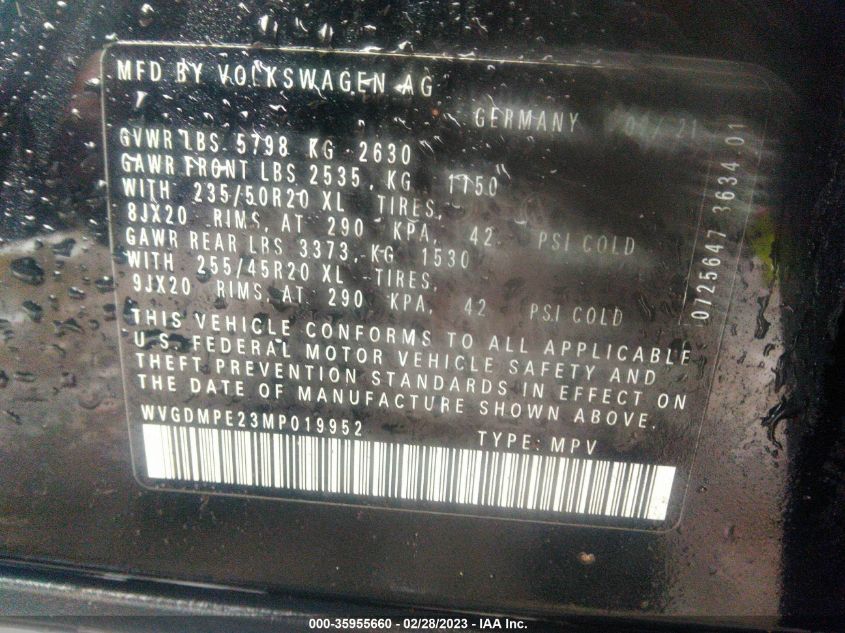 MFD BY VOLKSWAGEN AG
GERMANY 04/21
GVWR LBS 5798 KG 2630
GAWR FRONT LBS 2535, KG 1150
WITH 235/50R20 XL TIRES,
8JX20 RIMS, AT 290 KPA, 42 PSI COLD
GAWR REAR LBS 3373, KG 1530
WITH 255/45R20 XL TIRES,
9JX20 RIMS, AT 290 KPA, 42 PSI COLD
THIS VEHICLE CONFORMS TO ALL APPLICABLE
U.S. FEDERAL MOTOR VEHICLE SAFETY AND
THEFT PREVENTION STANDARDS IN EFFECT ON
THE DATE OF MANUFACTURE SHOWN ABOVE.
WVGDMPE23MP019952 TYPE: MPV
0725647 3634 01
000-35955660 - 02/28/2023 - IAA Inc.